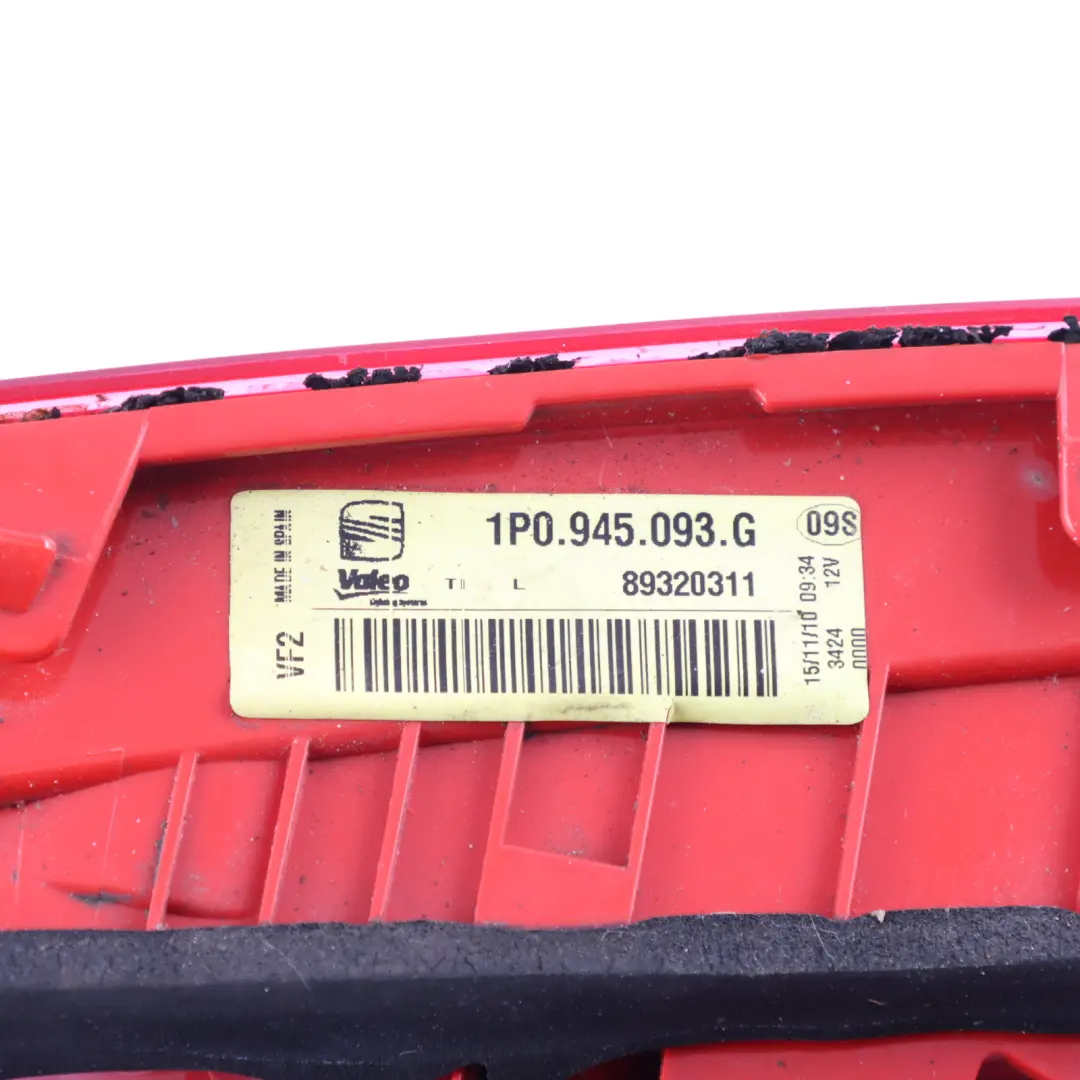 MADE IN SPAIN
VF2
1P0.945.093.G
09S
Valeo
L
89320311
15/11/10 09:34
3424 12V
0000